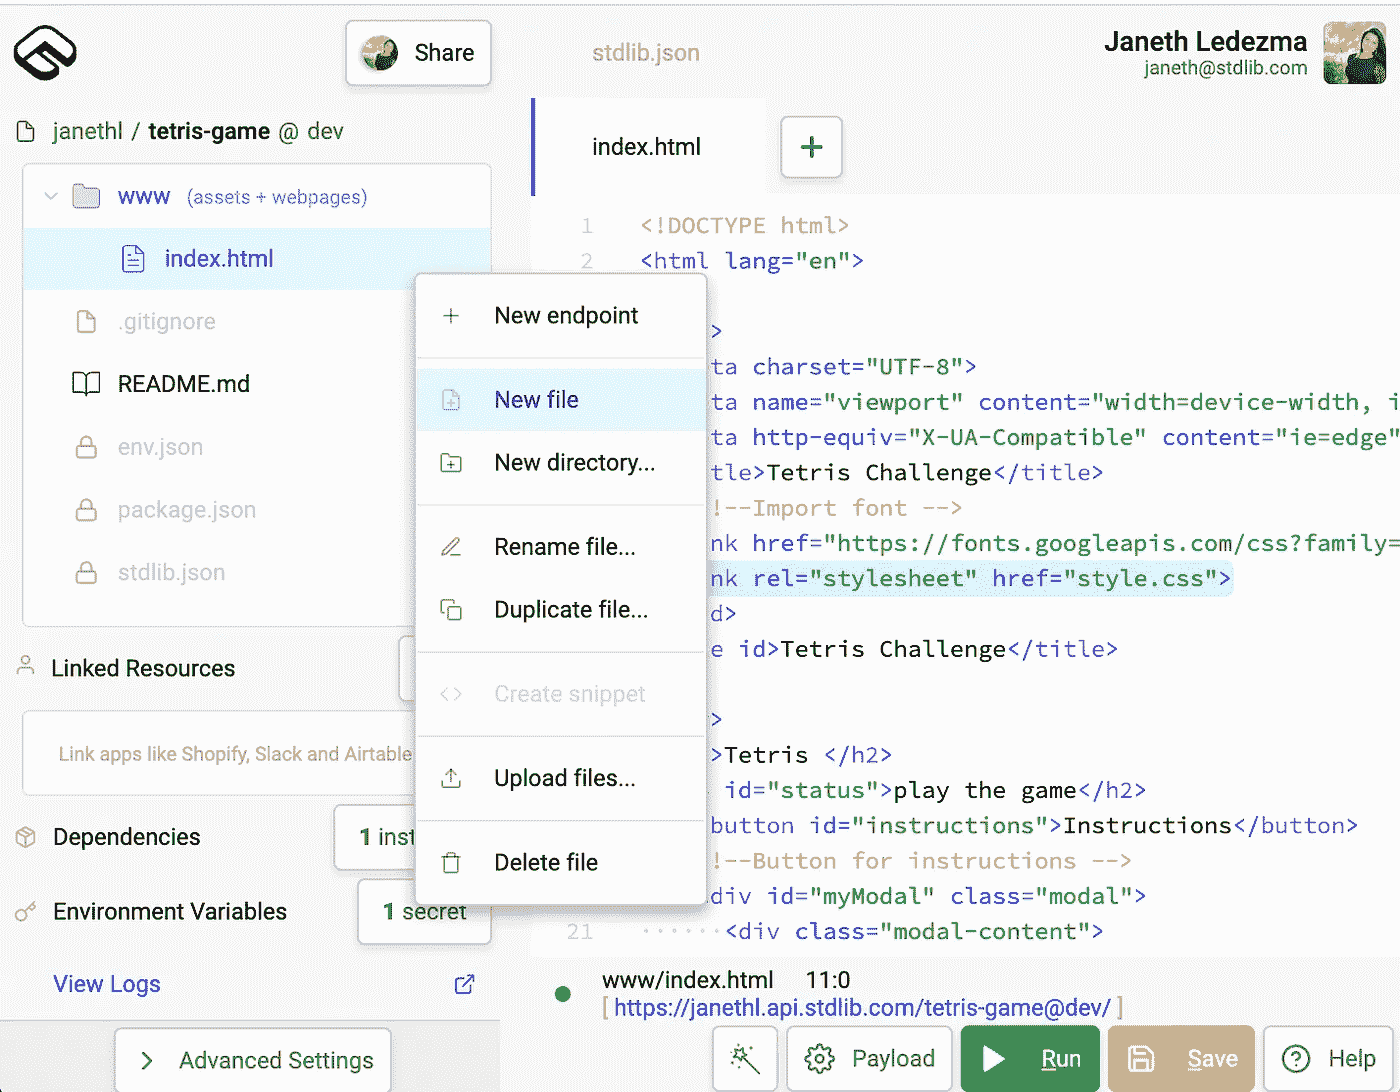 Share
stdlib.json
Janeth Ledezma
janeth@stdlib.com
janethl / tetris-game @ dev
index.html
+
www (assets + webpages)
index.html
.gitignore
README.md
env.json
package.json
stdlib.json
New endpoint
New file
New directory...
Rename file...
Duplicate file...
Create snippet
Upload files...
Delete file
1 <!DOCTYPE html>
2 <html lang="en">
>
ta charset="UTF-8">
ta name="viewport" content="width=device-width, i
ta http-equiv="X-UA-Compatible" content="ie=edge"
tle>Tetris Challenge</title>
!--Import font -->
nk href="https://fonts.googleapis.com/css?family=
nk rel="stylesheet" href="style.css">
d>
e id>Tetris Challenge</title>
>
>Tetris </h2>
id="status">play the game</h2>
button id="instructions">Instructions</button>
!--Button for instructions -->
div id="myModal" class="modal">
21 ······<div class="modal-content">
Linked Resources
Link apps like Shopify, Slack and Airtable
Dependencies
1 inst
Environment Variables
1 secret
View Logs
Advanced Settings
www/index.html 11:0
[ https://janethl.api.stdlib.com/tetris-game@dev/ ]
Payload
Run
Save
Help